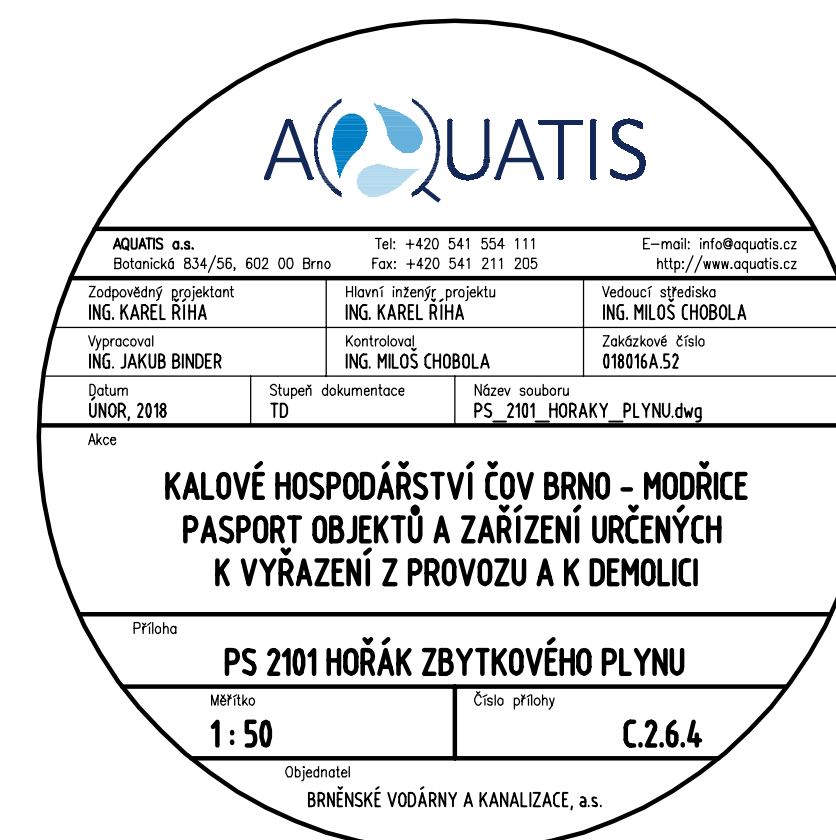 AQUATIS
AQUATIS a.s. Tel: +420 541 554 111 E-mail: info@aquatis.cz
Botanická 834/56, 602 00 Brno Fax: +420 541 211 205 http://www.aquatis.cz
Zodpovědný projektant Hlavní inženýr projektu Vedoucí střediska
ING. KAREL ŘÍHA ING. KAREL ŘÍHA ING. MILOŠ CHOBOLA
Vypracoval Kontroloval Zakázkové číslo
ING. JAKUB BINDER ING. MILOŠ CHOBOLA 018016A.52
Datum Stupeň dokumentace Název souboru
ÚNOR, 2018 TD PS_2101_HORAKY_PLYNU.dwg
Akce
KALOVÉ HOSPODÁŘSTVÍ ČOV BRNO - MODŘICE
PASPORT OBJEKTŮ A ZAŘÍZENÍ URČENÝCH
K VYŘAZENÍ Z PROVOZU A K DEMOLICI
Příloha
PS 2101 HOŘÁK ZBYTKOVÉHO PLYNU
Měřítko Číslo přílohy
1 : 50 C.2.6.4
Objednatel
BRNĚNSKÉ VODÁRNY A KANALIZACE, a.s.